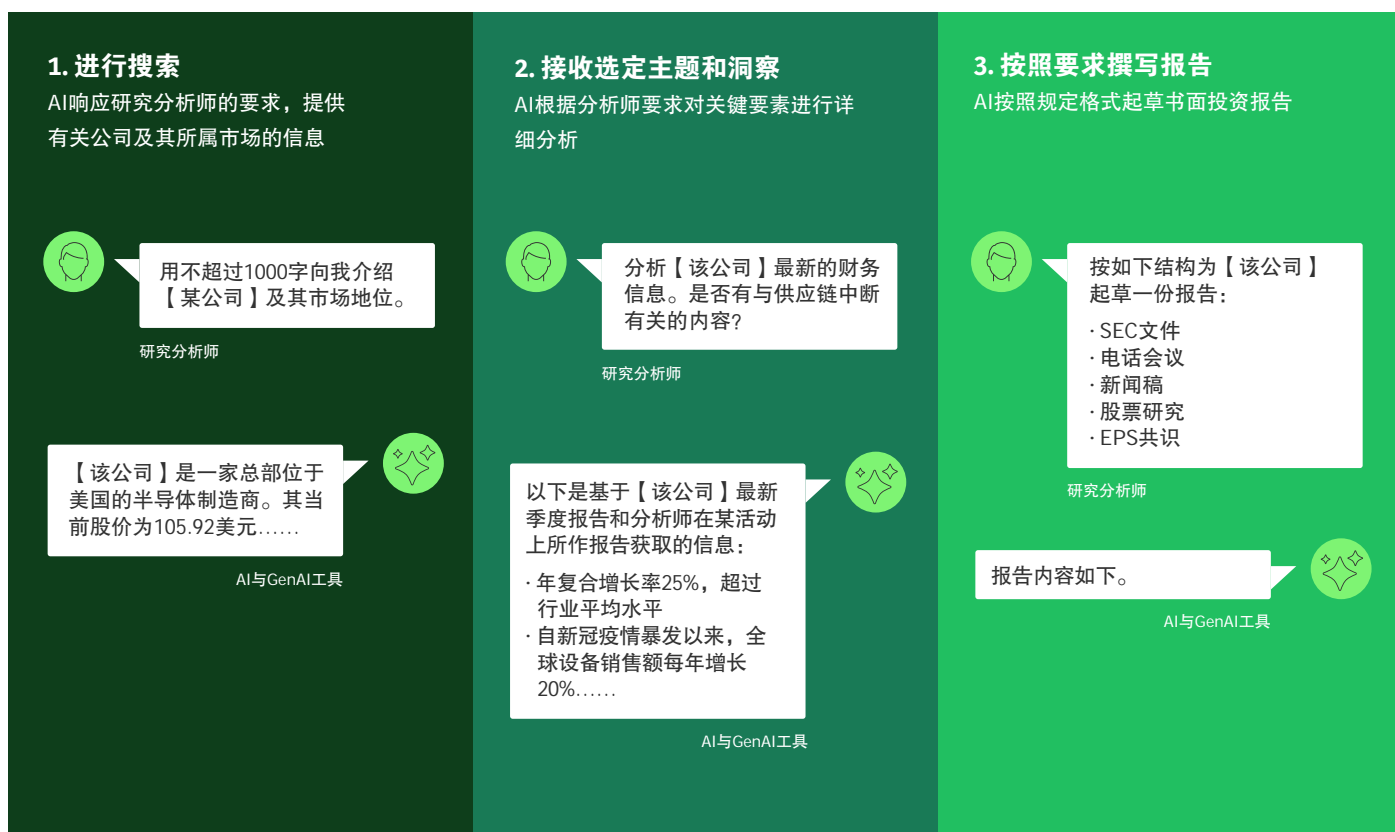 1. 进行搜索
AI响应研究分析师的要求，提供
有关公司及其所属市场的信息
用不超过1000字向我介绍
【某公司】及其市场地位。
研究分析师
【该公司】是一家总部位于
美国的半导体制造商。其当
前股价为105.92美元……
AI与GenAI工具
2. 接收选定主题和洞察
AI根据分析师要求对关键要素进行详
细分析
分析【该公司】最新的财务
信息。是否有与供应链中断
有关的内容？
研究分析师
以下是基于【该公司】最新
季度报告和分析师在某活动
上所作报告获取的信息：
· 年复合增长率25%，超过
行业平均水平
· 自新冠疫情暴发以来，全
球设备销售额每年增长
20%……
AI与GenAI工具
3. 按照要求撰写报告
AI按照规定格式起草书面投资报告
按如下结构为【该公司】
起草一份报告：
· SEC文件
· 电话会议
· 新闻稿
· 股票研究
· EPS共识
研究分析师
报告内容如下。
AI与GenAI工具